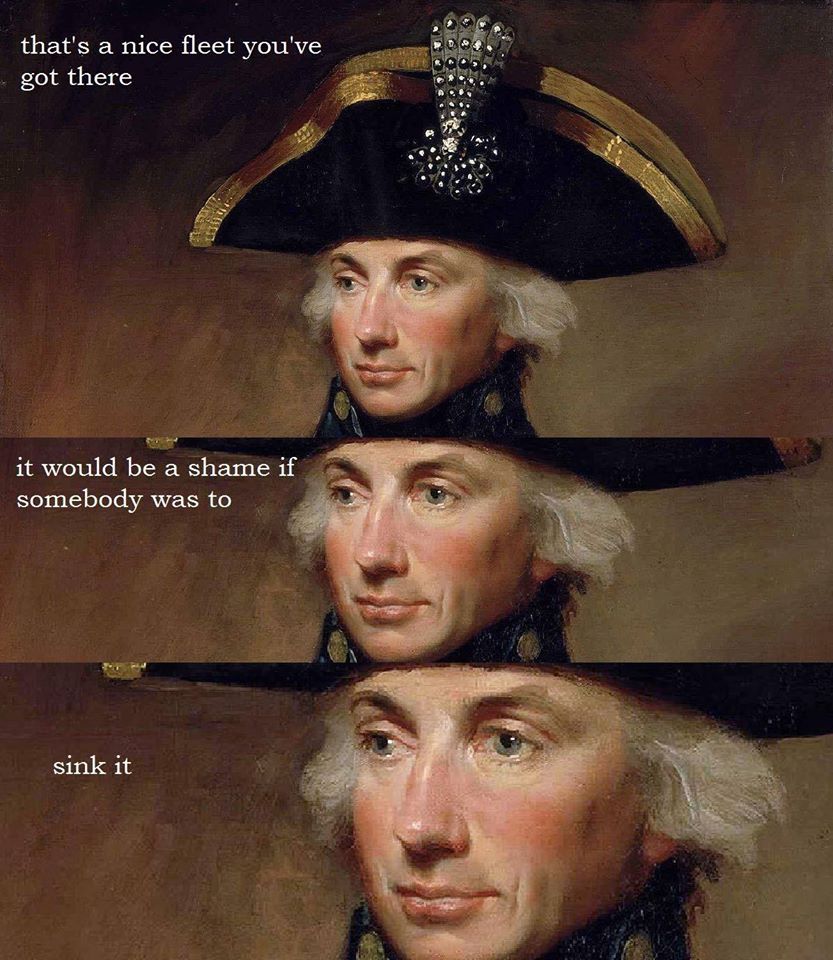 that's a nice fleet you've
got there
it would be a shame if
somebody was to
sink it